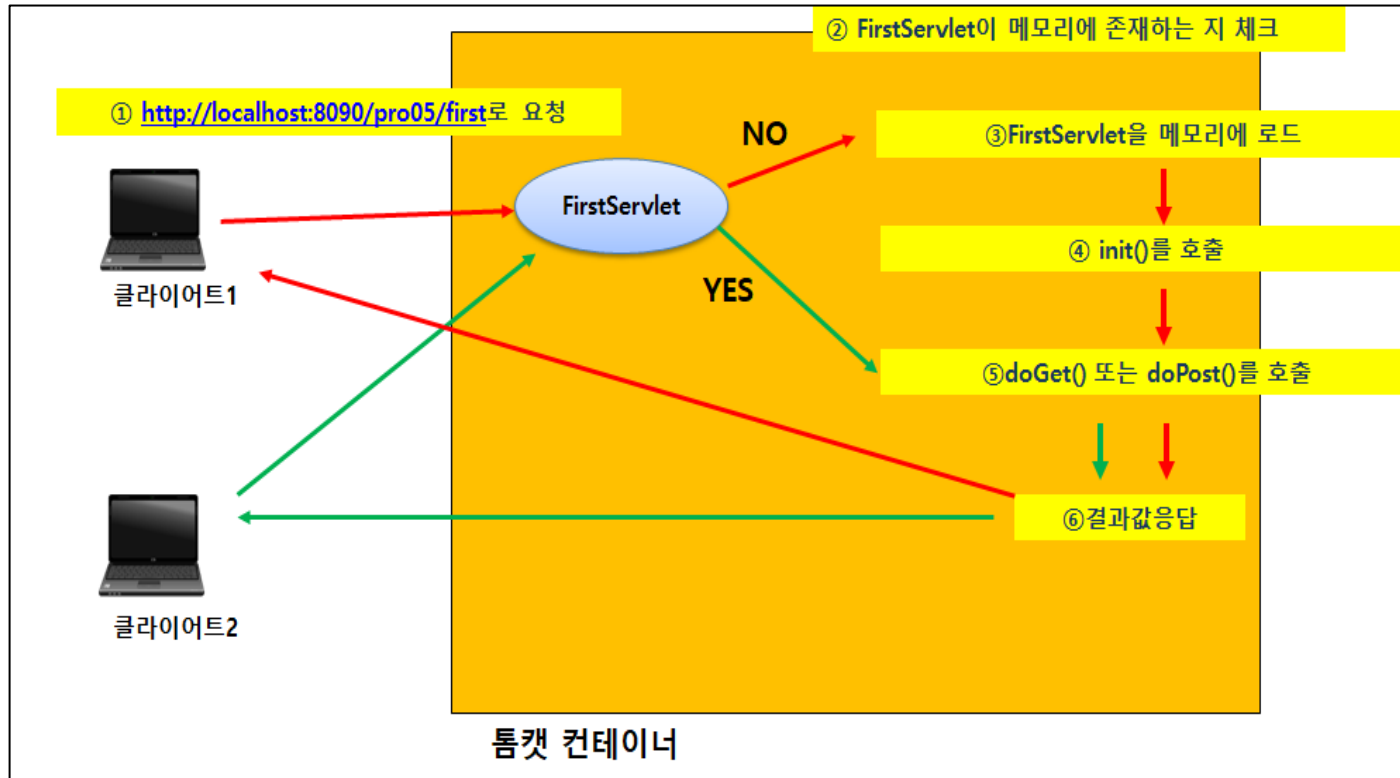 ② FirstServlet이 메모리에 존재하는 지 체크
① http://localhost:8090/pro05/first로 요청
NO
③FirstServlet을 메모리에 로드
FirstServlet
④ init()를 호출
YES
클라이어트1
⑤doGet() 또는 doPost()를 호출
⑥결과값응답
클라이어트2
톰캣 컨테이너